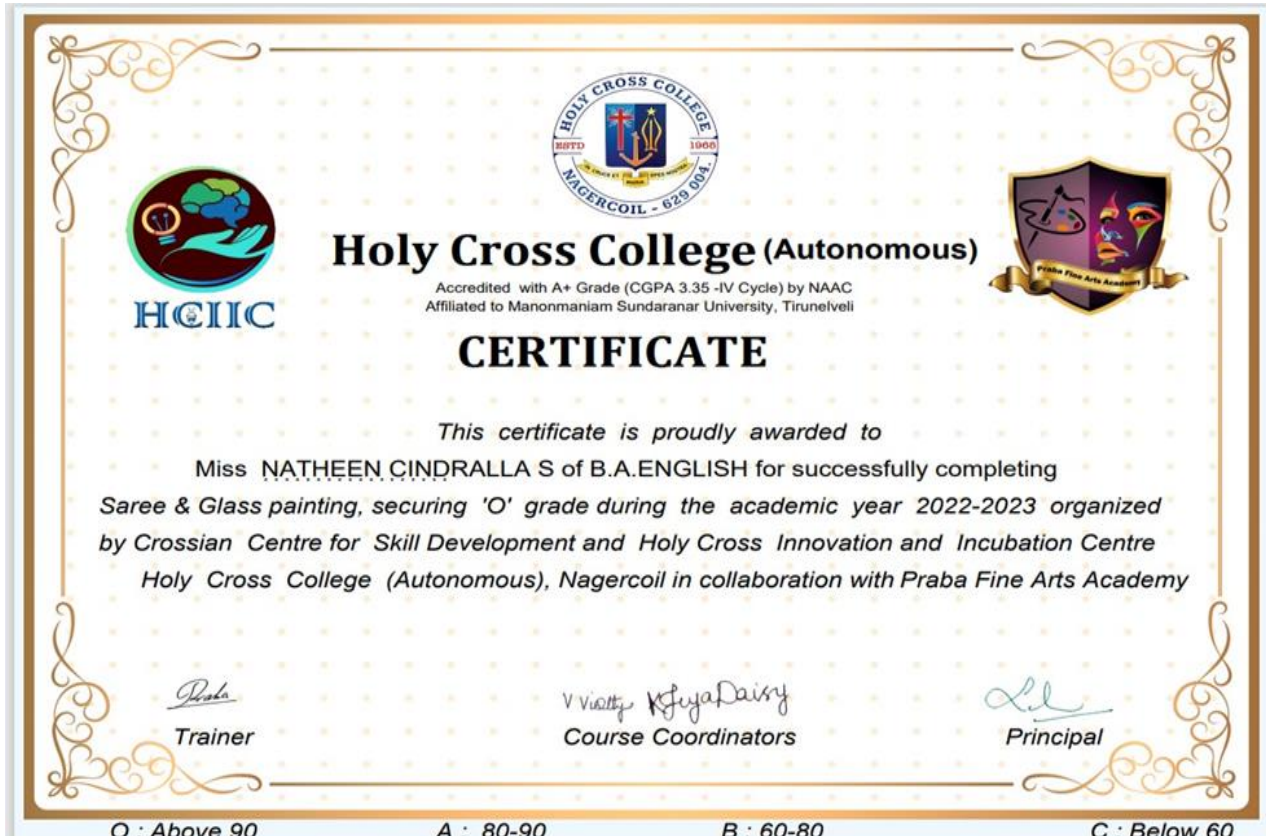 HOLY CROSS COLLEGE
ESTD 1965
NAGERCOIL - 629 004.
HCIIC
Praba Fine Arts Academy
Holy Cross College (Autonomous)
Accredited with A+ Grade (CGPA 3.35 -IV Cycle) by NAAC
Affiliated to Manonmaniam Sundaranar University, Tirunelveli
CERTIFICATE
This certificate is proudly awarded to
Miss NATHEEN CINDRALLA S of B.A.ENGLISH for successfully completing
Saree & Glass painting, securing 'O' grade during the academic year 2022-2023 organized
by Crossian Centre for Skill Development and Holy Cross Innovation and Incubation Centre
Holy Cross College (Autonomous), Nagercoil in collaboration with Praba Fine Arts Academy
Praba
Trainer Course Coordinators Principal
O : Above 90 A : 80-90 B : 60-80 C : Below 60